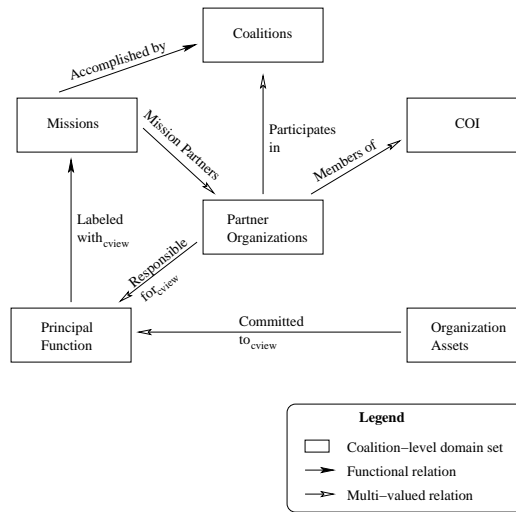 Coalitions
Accomplished by
Missions
Mission Partners
Participates
in
COI
Members of
Labeled
with cview
Partner
Organizations
Responsible
for cview
Principal
Function
Committed
to cview
Organization
Assets
Legend
Coalition−level domain set
Functional relation
Multi−valued relation